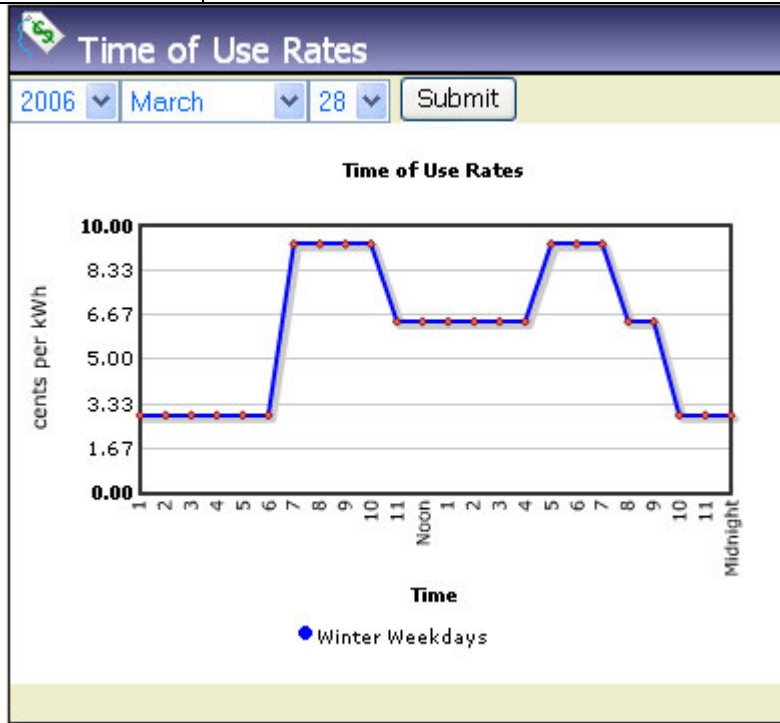 Time of Use Rates
2006 March 28 Submit
Time of Use Rates
10.00
8.33
6.67
5.00
3.33
1.67
0.00
cents per kWh
1 2 3 4 5 6 7 8 9 10 11 Noon 1 2 3 4 5 6 7 8 9 10 11 Midnight
Time
Winter Weekdays